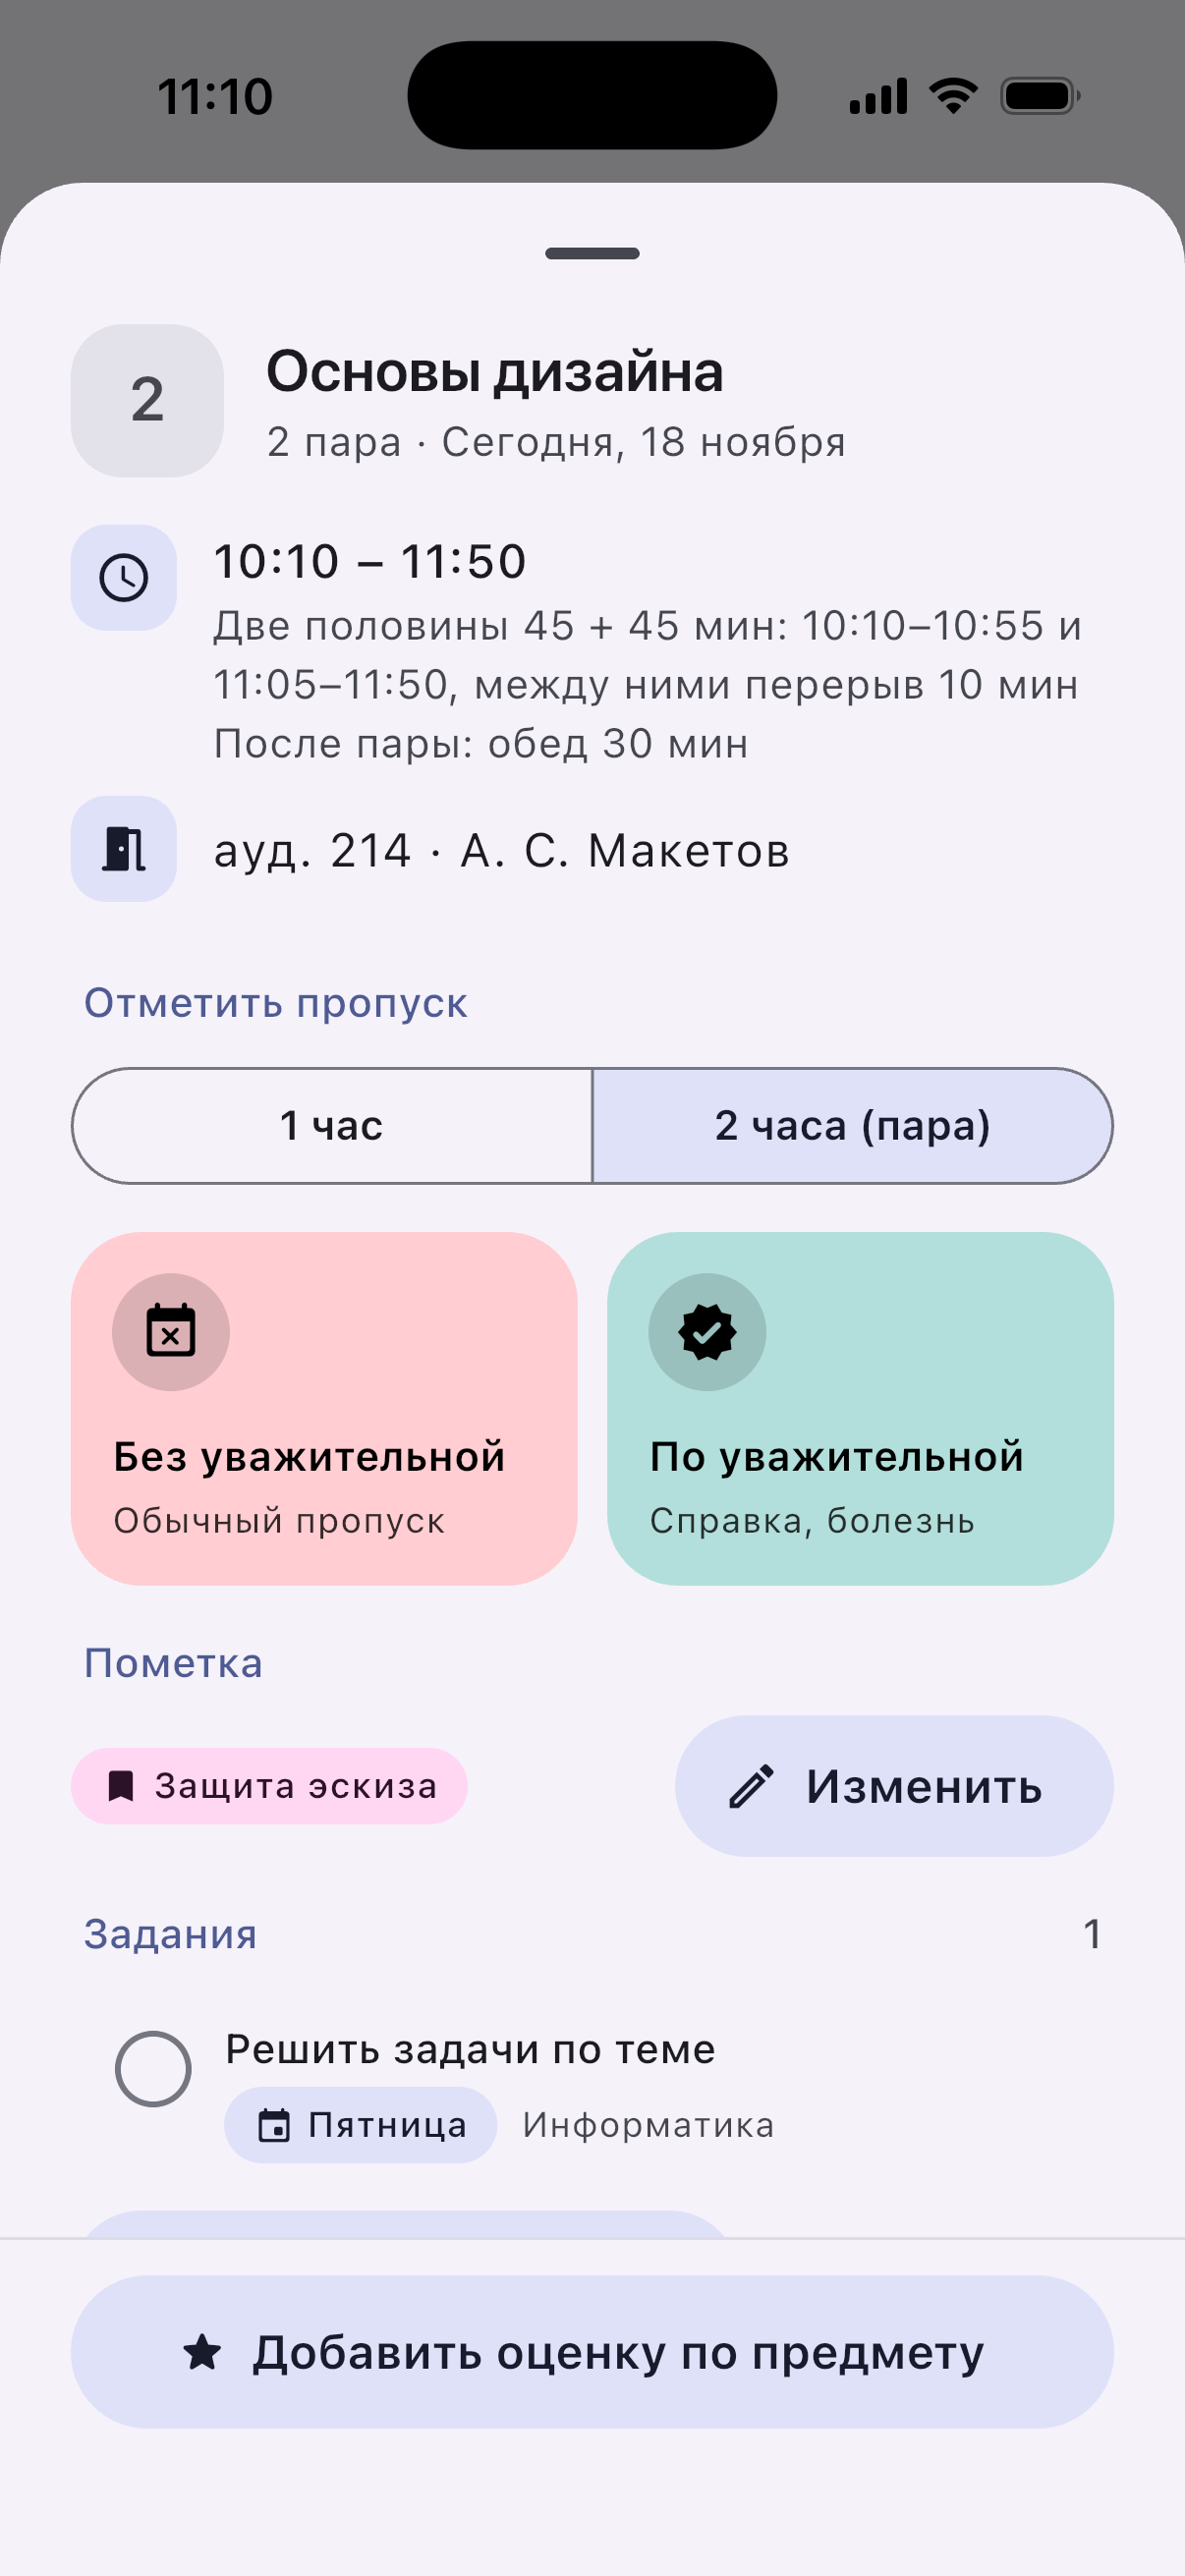 11:10
2
Основы дизайна
2 пара · Сегодня, 18 ноября
10:10 – 11:50
Две половины 45 + 45 мин: 10:10–10:55 и
11:05–11:50, между ними перерыв 10 мин
После пары: обед 30 мин
ауд. 214 · А. С. Макетов
Отметить пропуск
1 час
2 часа (пара)
Без уважительной
Обычный пропуск
По уважительной
Справка, болезнь
Пометка
Защита эскиза
Изменить
Задания
1
Решить задачи по теме
Пятница
Информатика
Добавить оценку по предмету